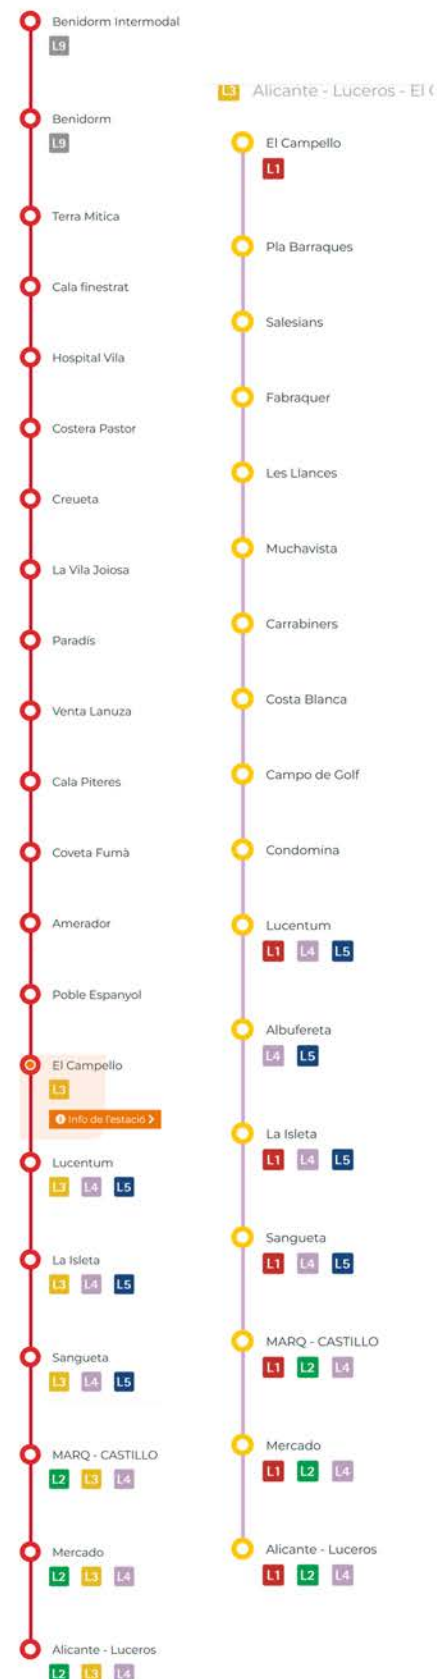 Benidorm Intermodal
L9
Benidorm
L9
Terra Mitica
Cala finestrat
Hospital Vila
Costera Pastor
Creueta
La Vila Joiosa
Paradís
Venta Lanuza
Cala Piteres
Coveta Fumà
Amerador
Poble Espanyol
El Campello
L3
Info de l'estació
Lucentum
L3 L4 L5
La Isleta
L3 L4 L5
Sangueta
L3 L4 L5
MARQ - CASTILLO
L2 L3 L4
Mercado
L2 L3 L4
Alicante - Luceros
L2 L3 L4
L3 Alicante - Luceros - El
El Campello
L1
Pla Barraques
Salesians
Fabraquer
Les Llances
Muchavista
Carrabiners
Costa Blanca
Campo de Golf
Condomina
Lucentum
L1 L4 L5
Albufereta
L4 L5
La Isleta
L1 L4 L5
Sangueta
L1 L4 L5
MARQ - CASTILLO
L1 L2 L4
Mercado
L1 L2 L4
Alicante - Luceros
L1 L2 L4